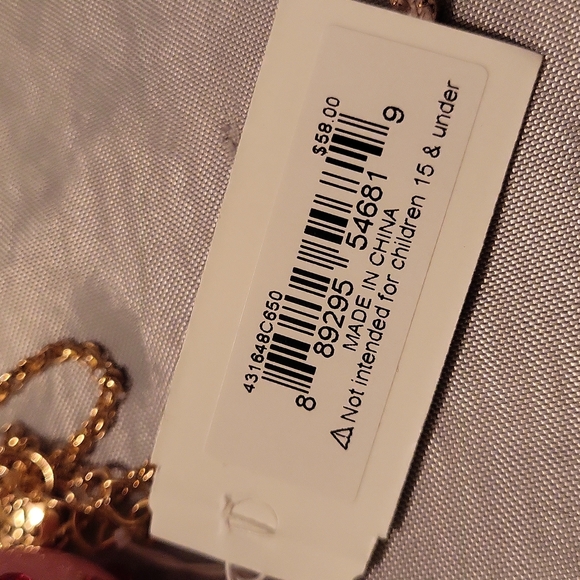 431648C650 $58.00
8 89295 54681 9
MADE IN CHINA
⚠Not intended for children 15 & under